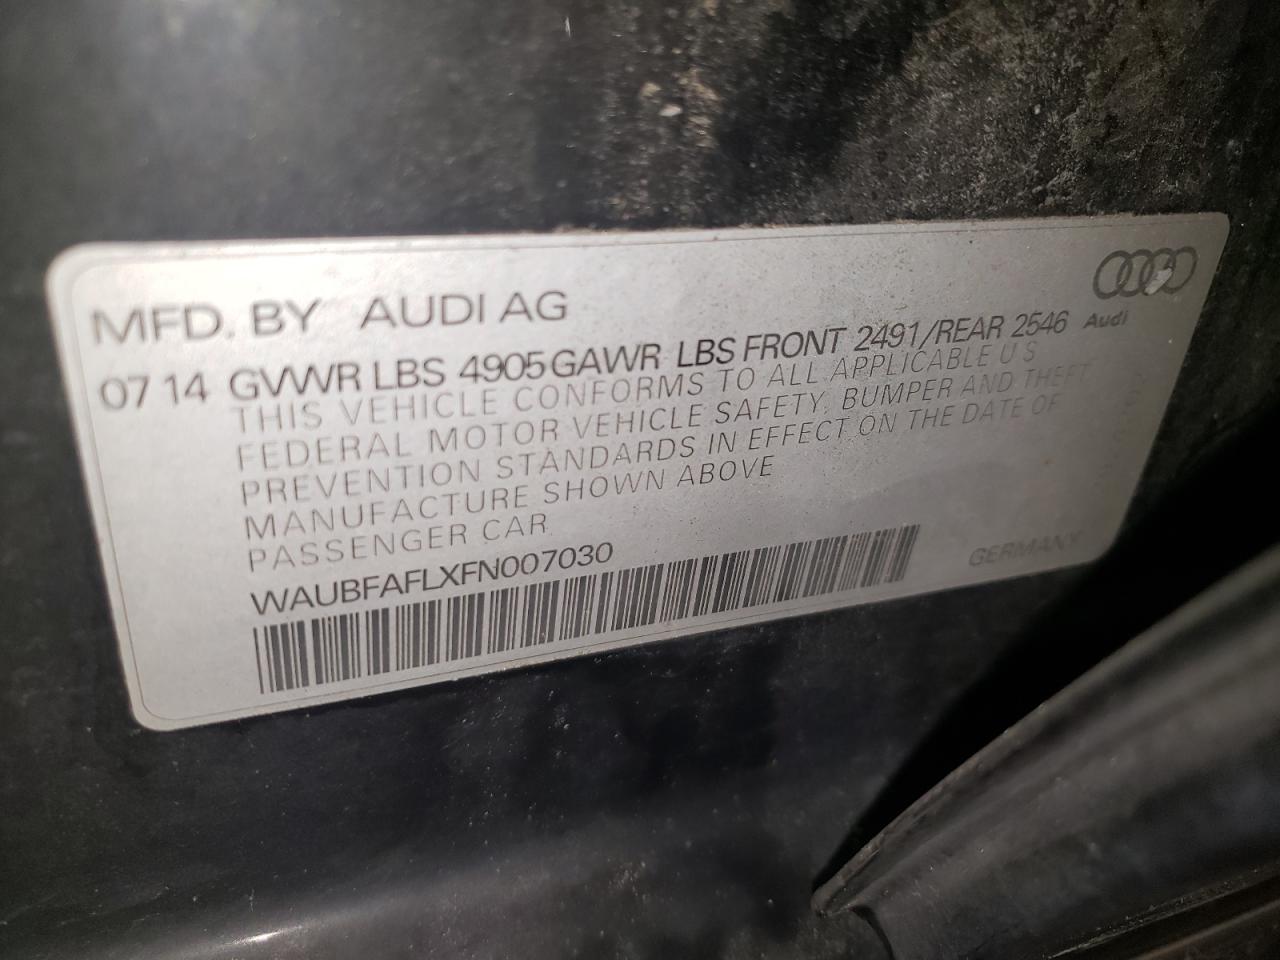 MFD. BY AUDI AG
Audi
07 14 GVWR LBS 4905 GAWR LBS FRONT 2491/REAR 2546
THIS VEHICLE CONFORMS TO ALL APPLICABLE U S
FEDERAL MOTOR VEHICLE SAFETY, BUMPER AND THEFT
PREVENTION STANDARDS IN EFFECT ON THE DATE OF
MANUFACTURE SHOWN ABOVE
PASSENGER CAR
WAUBFAFLXFN007030
GERMANY